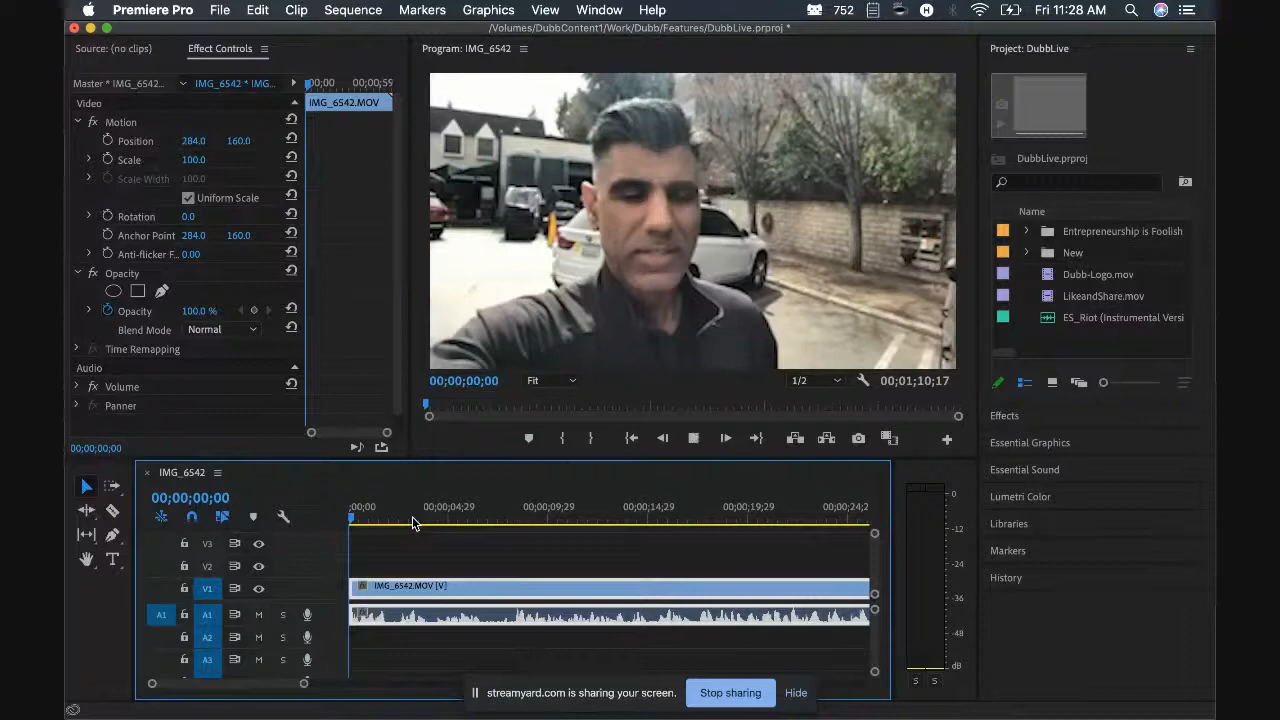 Premiere Pro File Edit Clip Sequence Markers Graphics View Window Help 752 Fri 11:28 AM
/Volumes/DubbContent1/Work/Dubb/Features/DubbLive.prproj *
Source: (no clips) Effect Controls Program: IMG_6542 Project: DubbLive
Master * IMG_6542... IMG_6542 * IMG... ;00;00 00;00;59
Video IMG_6542.MOV
fx Motion
Position 284.0 160.0
Scale 100.0
Scale Width 100.0
Uniform Scale
Rotation 0.0
Anchor Point 284.0 160.0
Anti-flicker F... 0.00
fx Opacity
Opacity 100.0 %
Blend Mode Normal
fx Time Remapping
Audio
fx Volume
Panner
00;00;00;00
00;00;00;00 Fit 1/2 00;01;10;17
DubbLive.prproj
Name
Entrepreneurship is Foolish
New
Dubb-Logo.mov
LikeandShare.mov
ES_Riot (Instrumental Versi
Effects
Essential Graphics
Essential Sound
Lumetri Color
Libraries
Markers
History
IMG_6542
00;00;00;00
;00;00 00;00;04;29 00;00;09;29 00;00;14;29 00;00;19;29 00;00;24;2
V3
V2
V1 IMG_6542.MOV [V]
A1 A1 M S
A2 M S
A3 M S
0
-12
-24
-36
-48
dB
S S
streamyard.com is sharing your screen. Stop sharing Hide